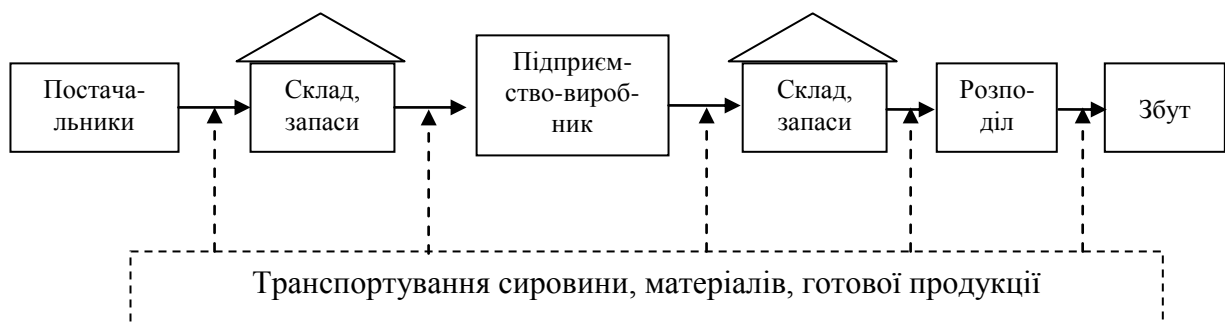 Постача-
льники
Склад,
запаси
Підприєм-
ство-вироб-
ник
Склад,
запаси
Розпо-
діл
Збут
Транспортування сировини, матеріалів, готової продукції